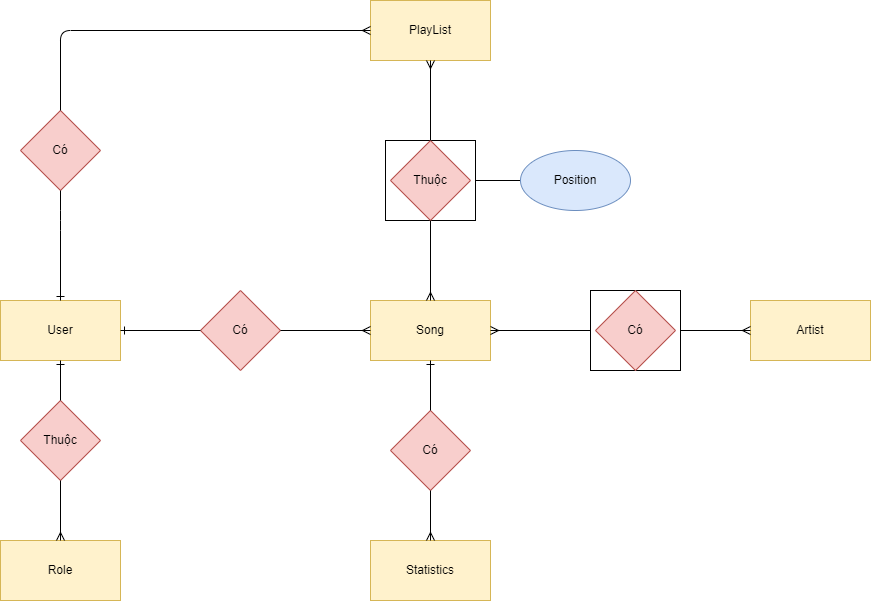 PlayList
Có
Thuộc
Position
User
Có
Song
Có
Artist
Thuộc
Có
Role
Statistics